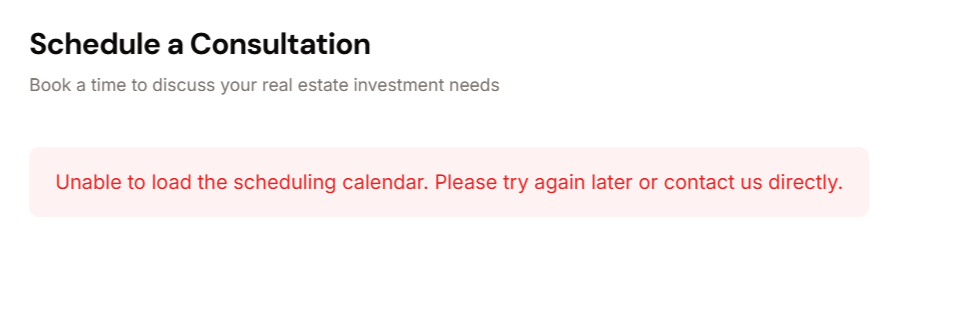 Schedule a Consultation
Book a time to discuss your real estate investment needs
Unable to load the scheduling calendar. Please try again later or contact us directly.